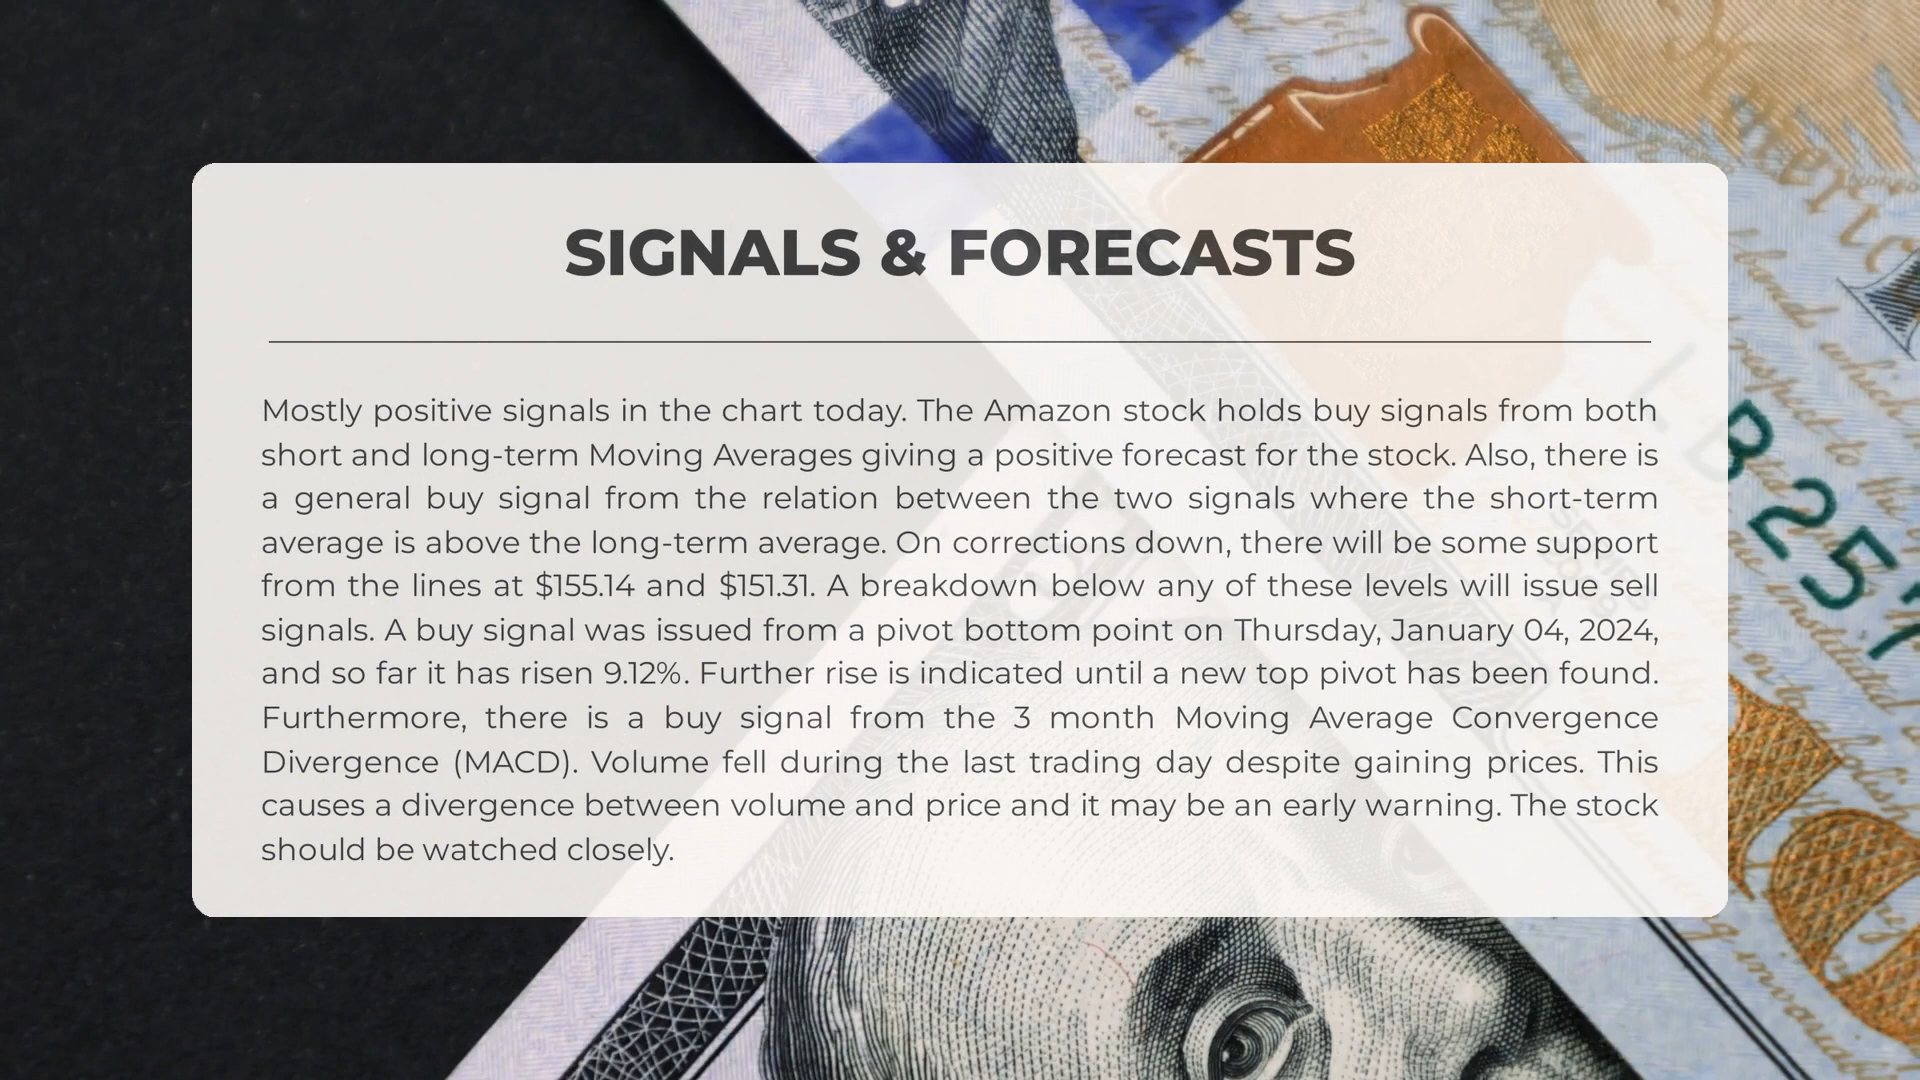 SIGNALS & FORECASTS
Mostly positive signals in the chart today. The Amazon stock holds buy signals from both
short and long-term Moving Averages giving a positive forecast for the stock. Also, there is
a general buy signal from the relation between the two signals where the short-term
average is above the long-term average. On corrections down, there will be some support
from the lines at $155.14 and $151.31. A breakdown below any of these levels will issue sell
signals. A buy signal was issued from a pivot bottom point on Thursday, January 04, 2024,
and so far it has risen 9.12%. Further rise is indicated until a new top pivot has been found.
Furthermore, there is a buy signal from the 3 month Moving Average Convergence
Divergence (MACD). Volume fell during the last trading day despite gaining prices. This
causes a divergence between volume and price and it may be an early warning. The stock
should be watched closely.